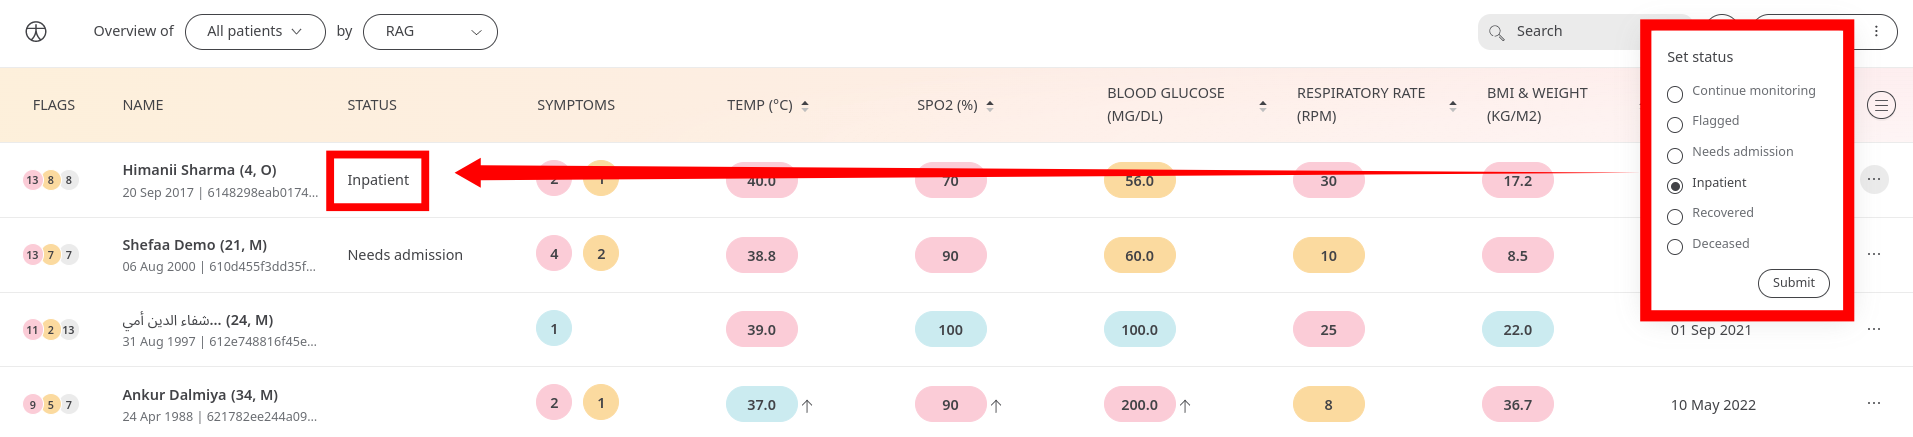 Overview of All patients by RAG Search
Set status
Continue monitoring
Flagged
Needs admission
Inpatient
Recovered
Deceased
Submit
FLAGS NAME STATUS SYMPTOMS TEMP (°C) SPO2 (%) BLOOD GLUCOSE (MG/DL) RESPIRATORY RATE (RPM) BMI & WEIGHT (KG/M2)
13 8 8 Himanii Sharma (4, O) Inpatient 2 1 40.0 70 56.0 30 17.2
20 Sep 2017 | 6148298eab0174...
13 7 7 Shefaa Demo (21, M) Needs admission 4 2 38.8 90 60.0 10 8.5
06 Aug 2000 | 610d455f3dd35f...
11 2 13 شفاء الدين أمي... (24, M) 1 39.0 100 100.0 25 22.0 01 Sep 2021
31 Aug 1997 | 612e748816f45e...
9 5 7 Ankur Dalmiya (34, M) 2 1 37.0 90 200.0 8 36.7 10 May 2022
24 Apr 1988 | 621782ee244a09...